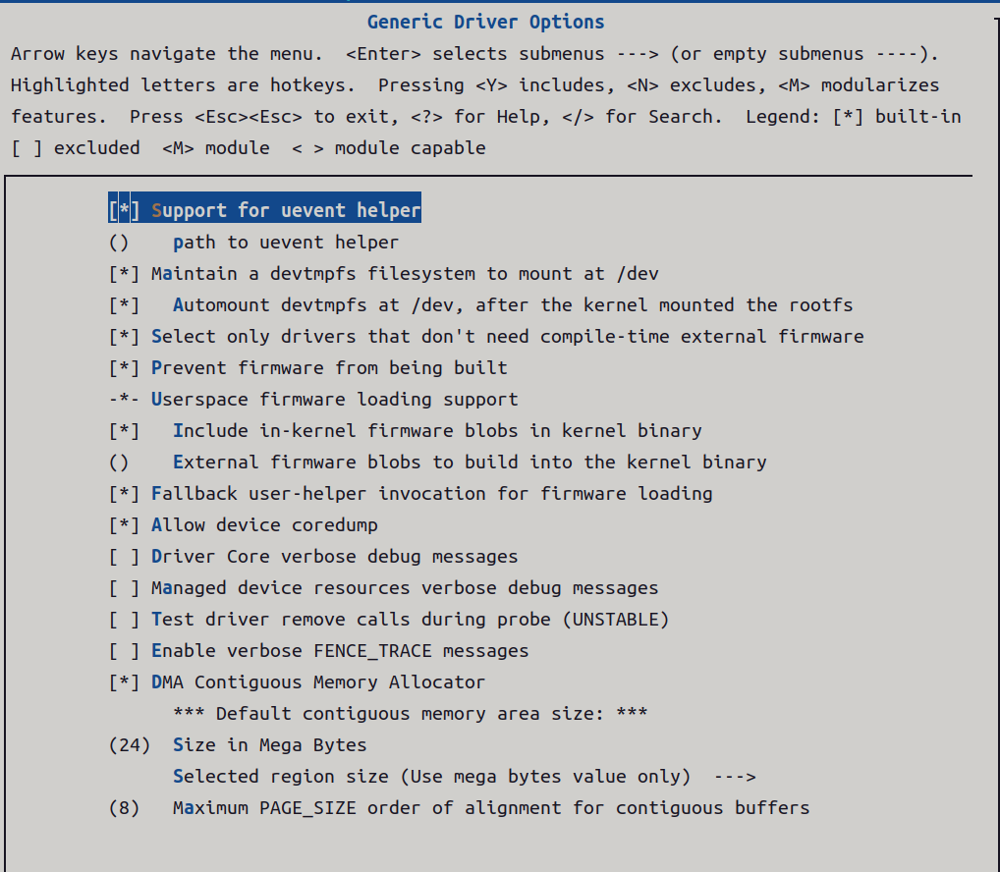 Generic Driver Options
Arrow keys navigate the menu.  <Enter> selects submenus ---> (or empty submenus ----).
Highlighted letters are hotkeys.  Pressing <Y> includes, <N> excludes, <M> modularizes
features.  Press <Esc><Esc> to exit, <?> for Help, </> for Search.  Legend: [*] built-in
[ ] excluded  <M> module  < > module capable
[*] Support for uevent helper
()    path to uevent helper
[*] Maintain a devtmpfs filesystem to mount at /dev
[*]   Automount devtmpfs at /dev, after the kernel mounted the rootfs
[*] Select only drivers that don't need compile-time external firmware
[*] Prevent firmware from being built
-*- Userspace firmware loading support
[*]   Include in-kernel firmware blobs in kernel binary
()    External firmware blobs to build into the kernel binary
[*] Fallback user-helper invocation for firmware loading
[*] Allow device coredump
[ ] Driver Core verbose debug messages
[ ] Managed device resources verbose debug messages
[ ] Test driver remove calls during probe (UNSTABLE)
[ ] Enable verbose FENCE_TRACE messages
[*] DMA Contiguous Memory Allocator
*** Default contiguous memory area size: ***
(24)  Size in Mega Bytes
Selected region size (Use mega bytes value only)  --->
(8)   Maximum PAGE_SIZE order of alignment for contiguous buffers